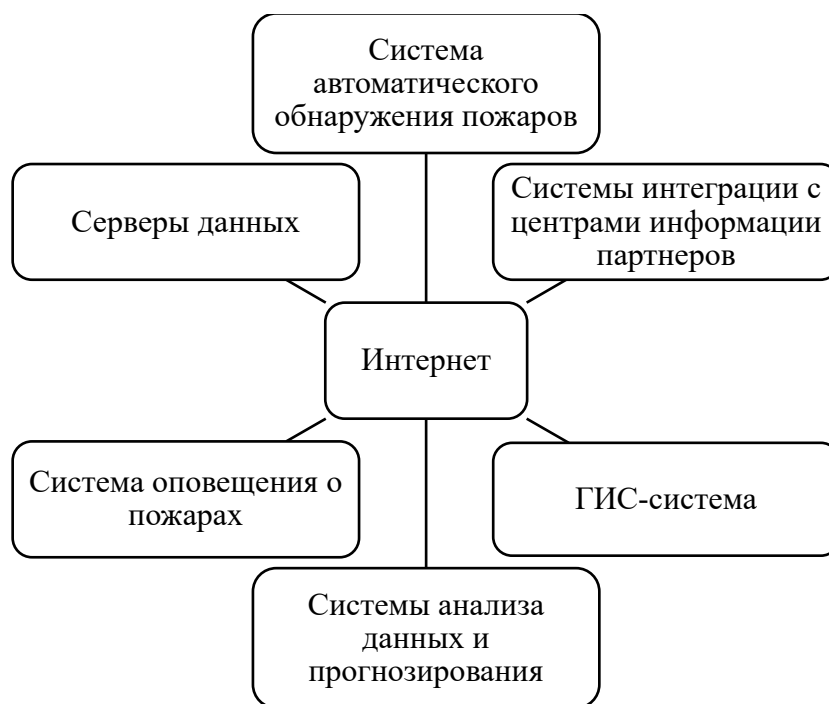 Система
автоматического
обнаружения пожаров
Серверы данных
Системы интеграции с
центрами информации
партнеров
Интернет
Система оповещения о
пожарах
ГИС-система
Системы анализа
данных и
прогнозирования